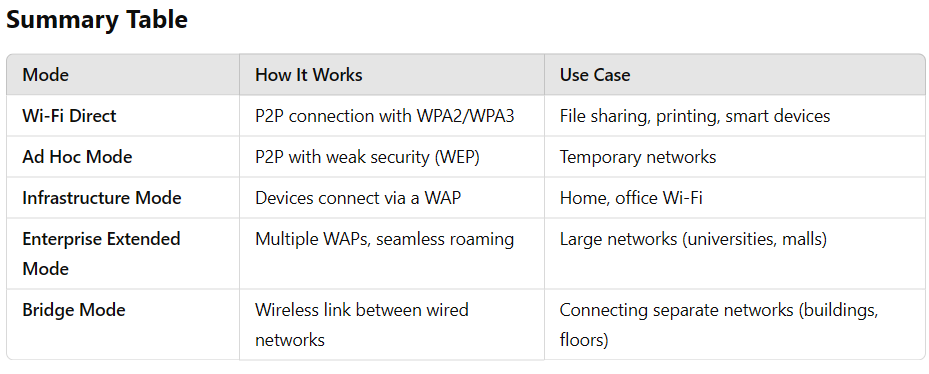 Summary Table
Mode How It Works Use Case
Wi-Fi Direct P2P connection with WPA2/WPA3 File sharing, printing, smart devices
Ad Hoc Mode P2P with weak security (WEP) Temporary networks
Infrastructure Mode Devices connect via a WAP Home, office Wi-Fi
Enterprise Extended Multiple WAPs, seamless roaming Large networks (universities, malls)
Mode
Bridge Mode Wireless link between wired Connecting separate networks (buildings,
networks floors)